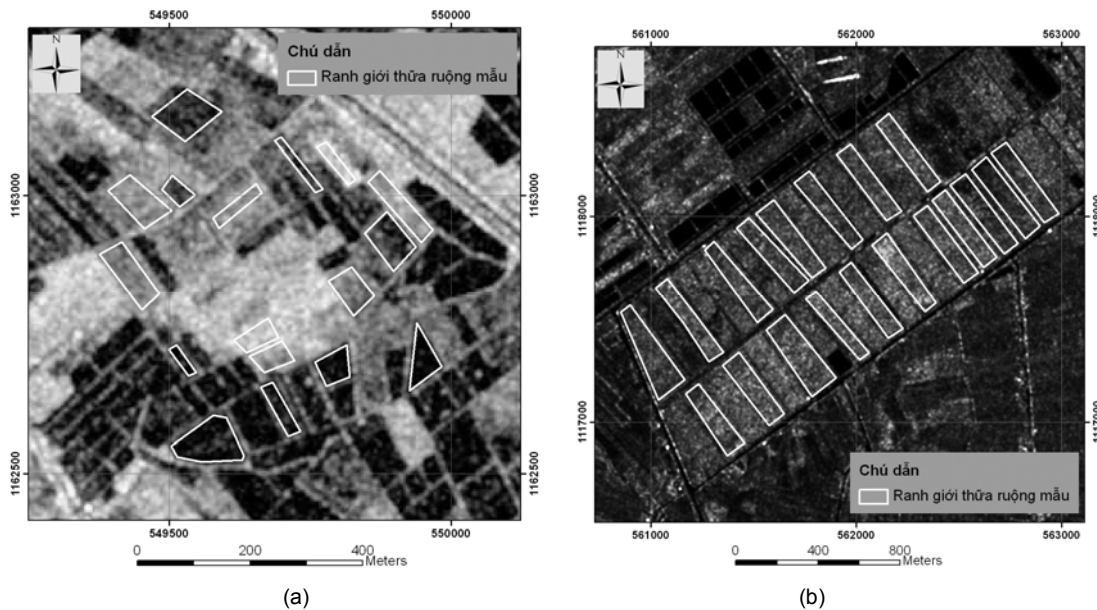 549500 550000
N
Chú dẫn
Ranh giới thửa ruộng mẫu
1163000 1163000
1162500 1162500
549500 550000
0 200 400
Meters
(a)
561000 562000 563000
N
1118000 1118000
1117000 1117000
Chú dẫn
Ranh giới thửa ruộng mẫu
561000 562000 563000
0 400 800
Meters
(b)